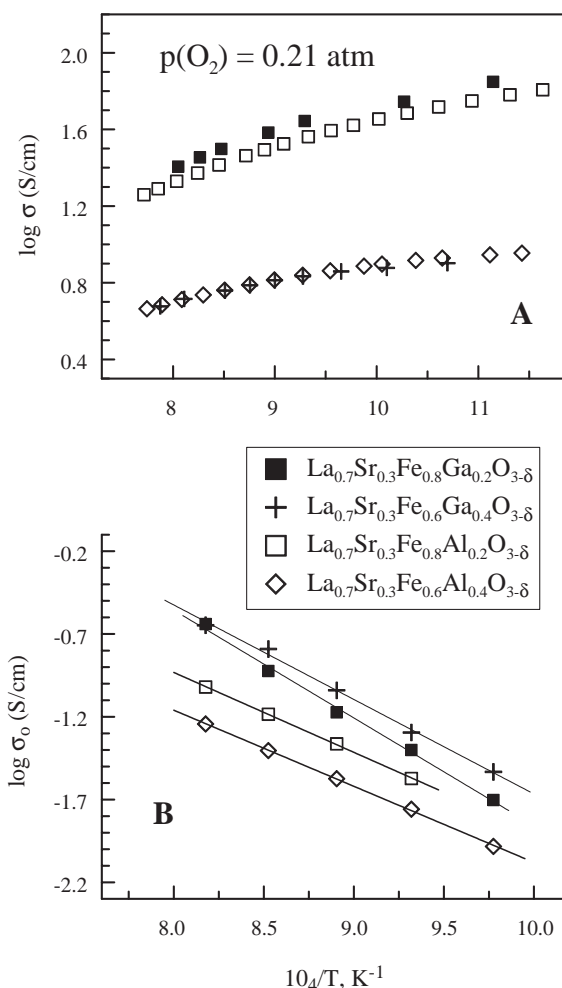 p(O₂) = 0.21 atm
2.0
1.6
1.2
0.8
0.4
log σ (S/cm)
A
8 9 10 11
La₀.₇Sr₀.₃Fe₀.₈Ga₀.₂O₃₋δ
La₀.₇Sr₀.₃Fe₀.₆Ga₀.₄O₃₋δ
La₀.₇Sr₀.₃Fe₀.₈Al₀.₂O₃₋δ
La₀.₇Sr₀.₃Fe₀.₆Al₀.₄O₃₋δ
-0.2
-0.7
-1.2
-1.7
-2.2
log σₒ (S/cm)
B
8.0 8.5 9.0 9.5 10.0
10₄/T, K⁻¹